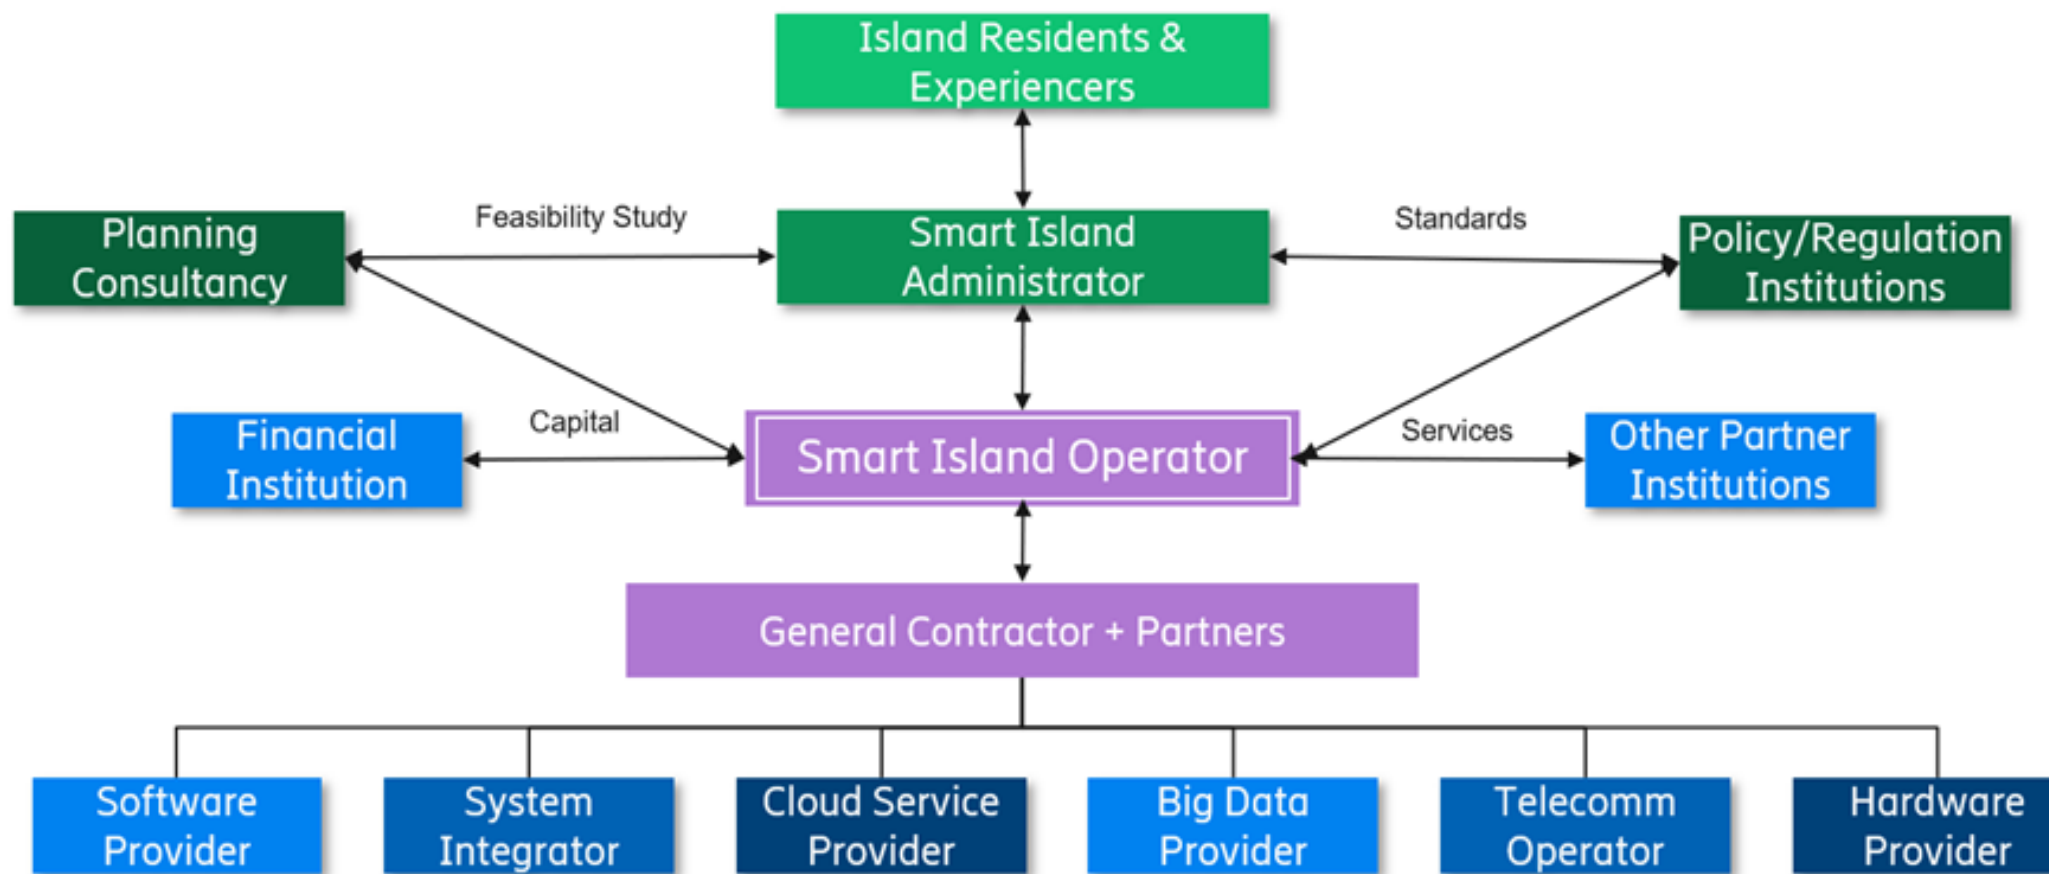 Island Residents &
Experiencers
Feasibility Study
Standards
Planning
Consultancy
Smart Island
Administrator
Policy/Regulation
Institutions
Capital
Services
Financial
Institution
Smart Island Operator
Other Partner
Institutions
General Contractor + Partners
Software
Provider
System
Integrator
Cloud Service
Provider
Big Data
Provider
Telecomm
Operator
Hardware
Provider